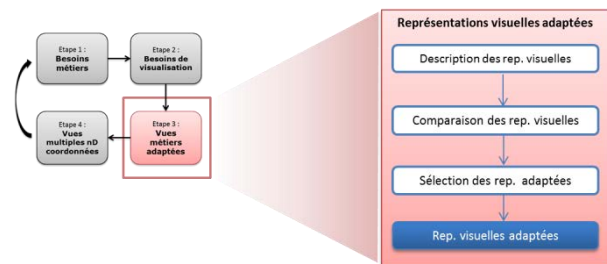 Etape 1 :
Besoins
métiers
Etape 2 :
Besoins de
visualisation
Etape 4 :
Vues
multiples nD
coordonnées
Etape 3 :
Vues
métiers
adaptées
Représentations visuelles adaptées
Description des rep. visuelles
Comparaison des rep. visuelles
Sélection des rep. adaptées
Rep. visuelles adaptées